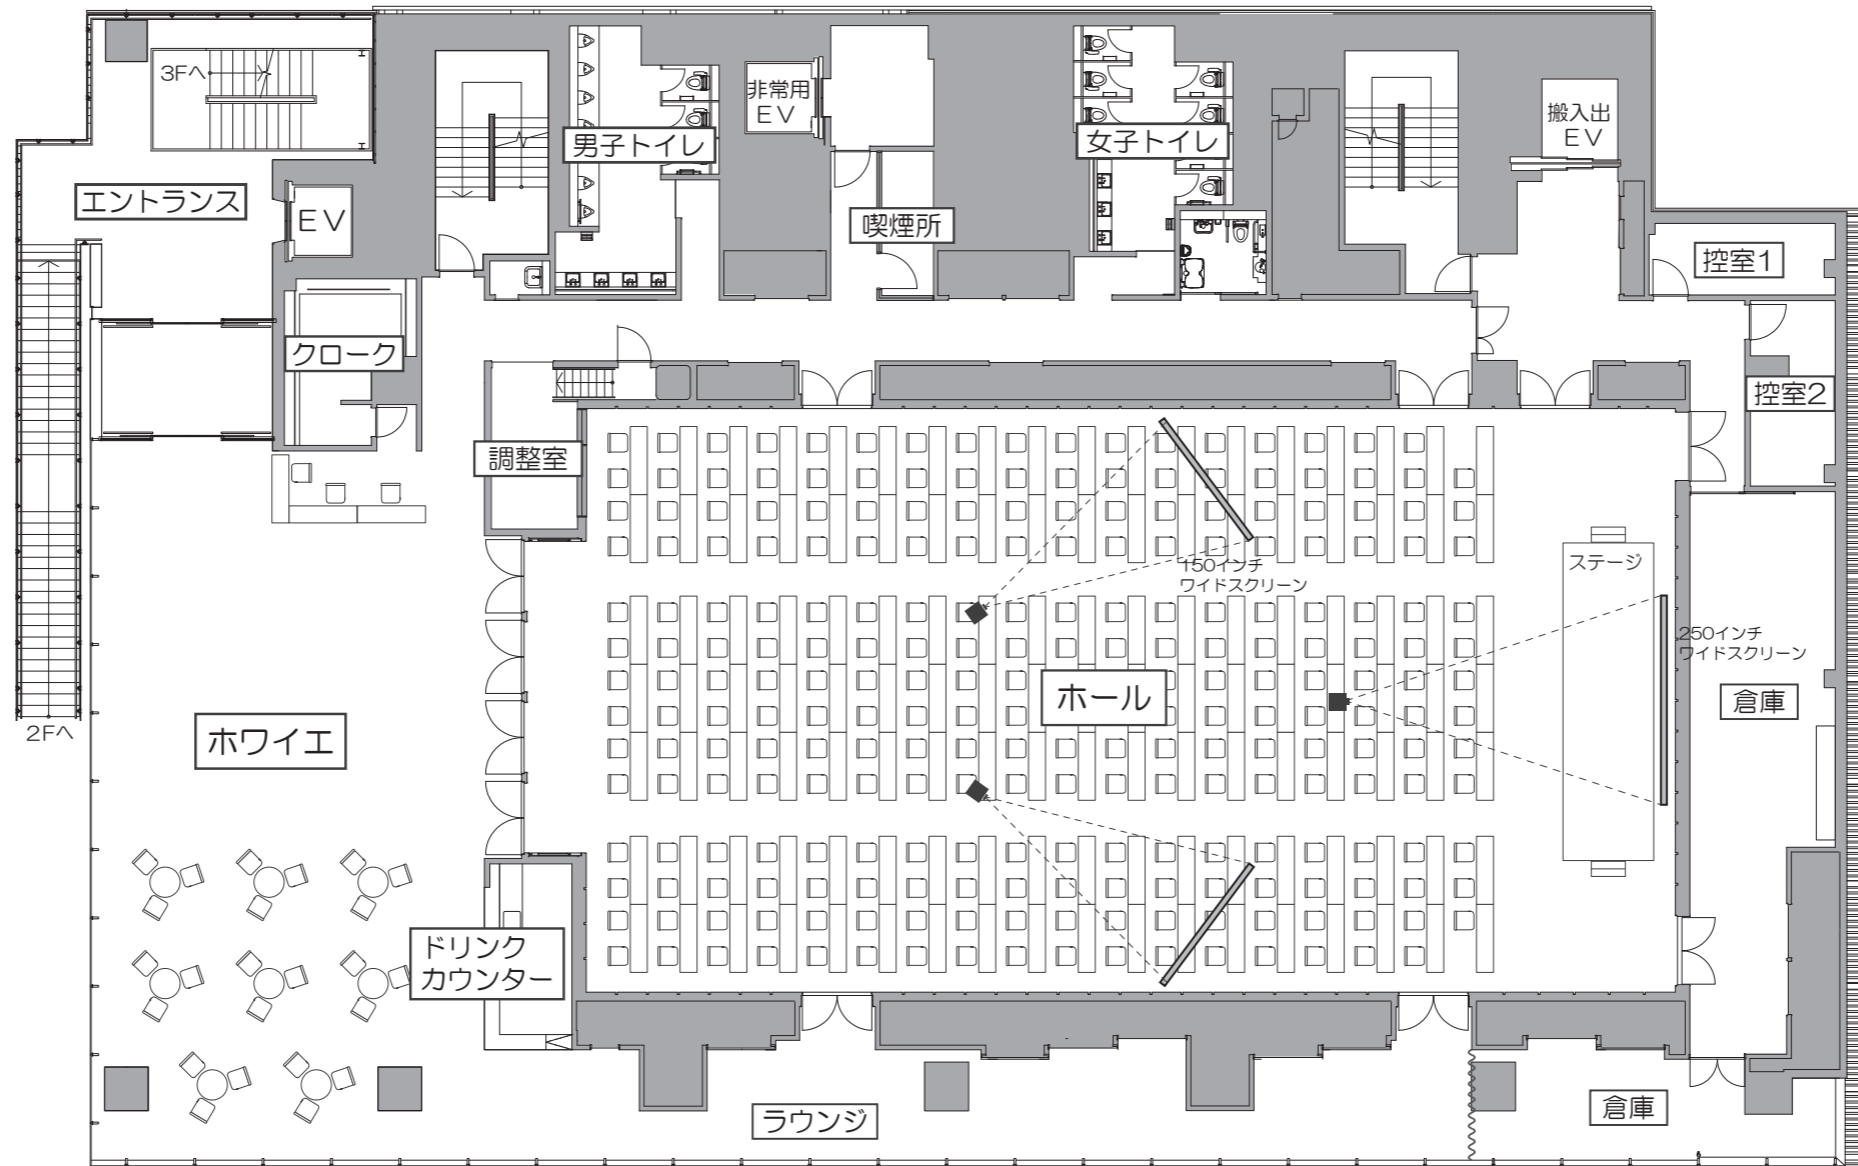 3Fへ
非常用
EV
搬入出
EV
男子トイレ
女子トイレ
エントランス
EV
喫煙所
控室1
クローク
控室2
調整室
150インチ
ワイドスクリーン
ステージ
250インチ
ワイドスクリーン
ホール
倉庫
2Fへ
ホワイエ
ドリンク
カウンター
ラウンジ
倉庫